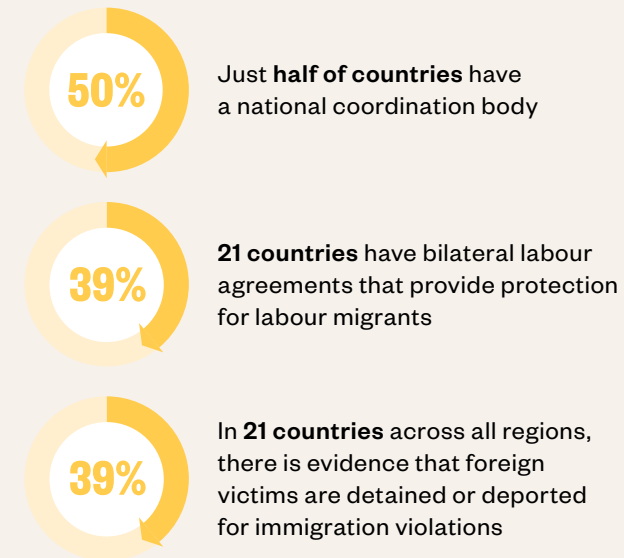 50%
Just half of countries have
a national coordination body
39%
21 countries have bilateral labour
agreements that provide protection
for labour migrants
39%
In 21 countries across all regions,
there is evidence that foreign
victims are detained or deported
for immigration violations